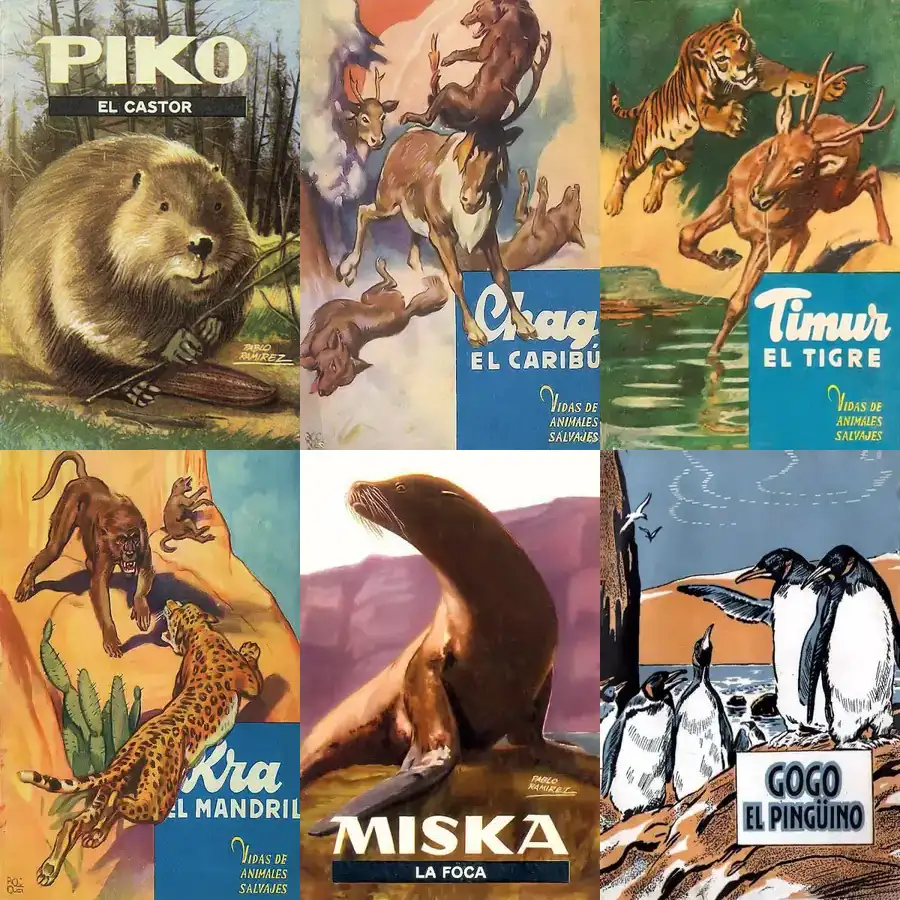 PIKO
EL CASTOR
PABLO
RAMIREZ
Chag
EL CARIBÚ
VIDAS DE
ANIMALES
SALVAJES
Timur
EL TIGRE
VIDAS DE
ANIMALES
SALVAJES
Kra
EL MANDRIL
VIDAS DE
ANIMALES
SALVAJES
PABLO
RAMIREZ
MISKA
LA FOCA
GOGO
EL PINGÜINO